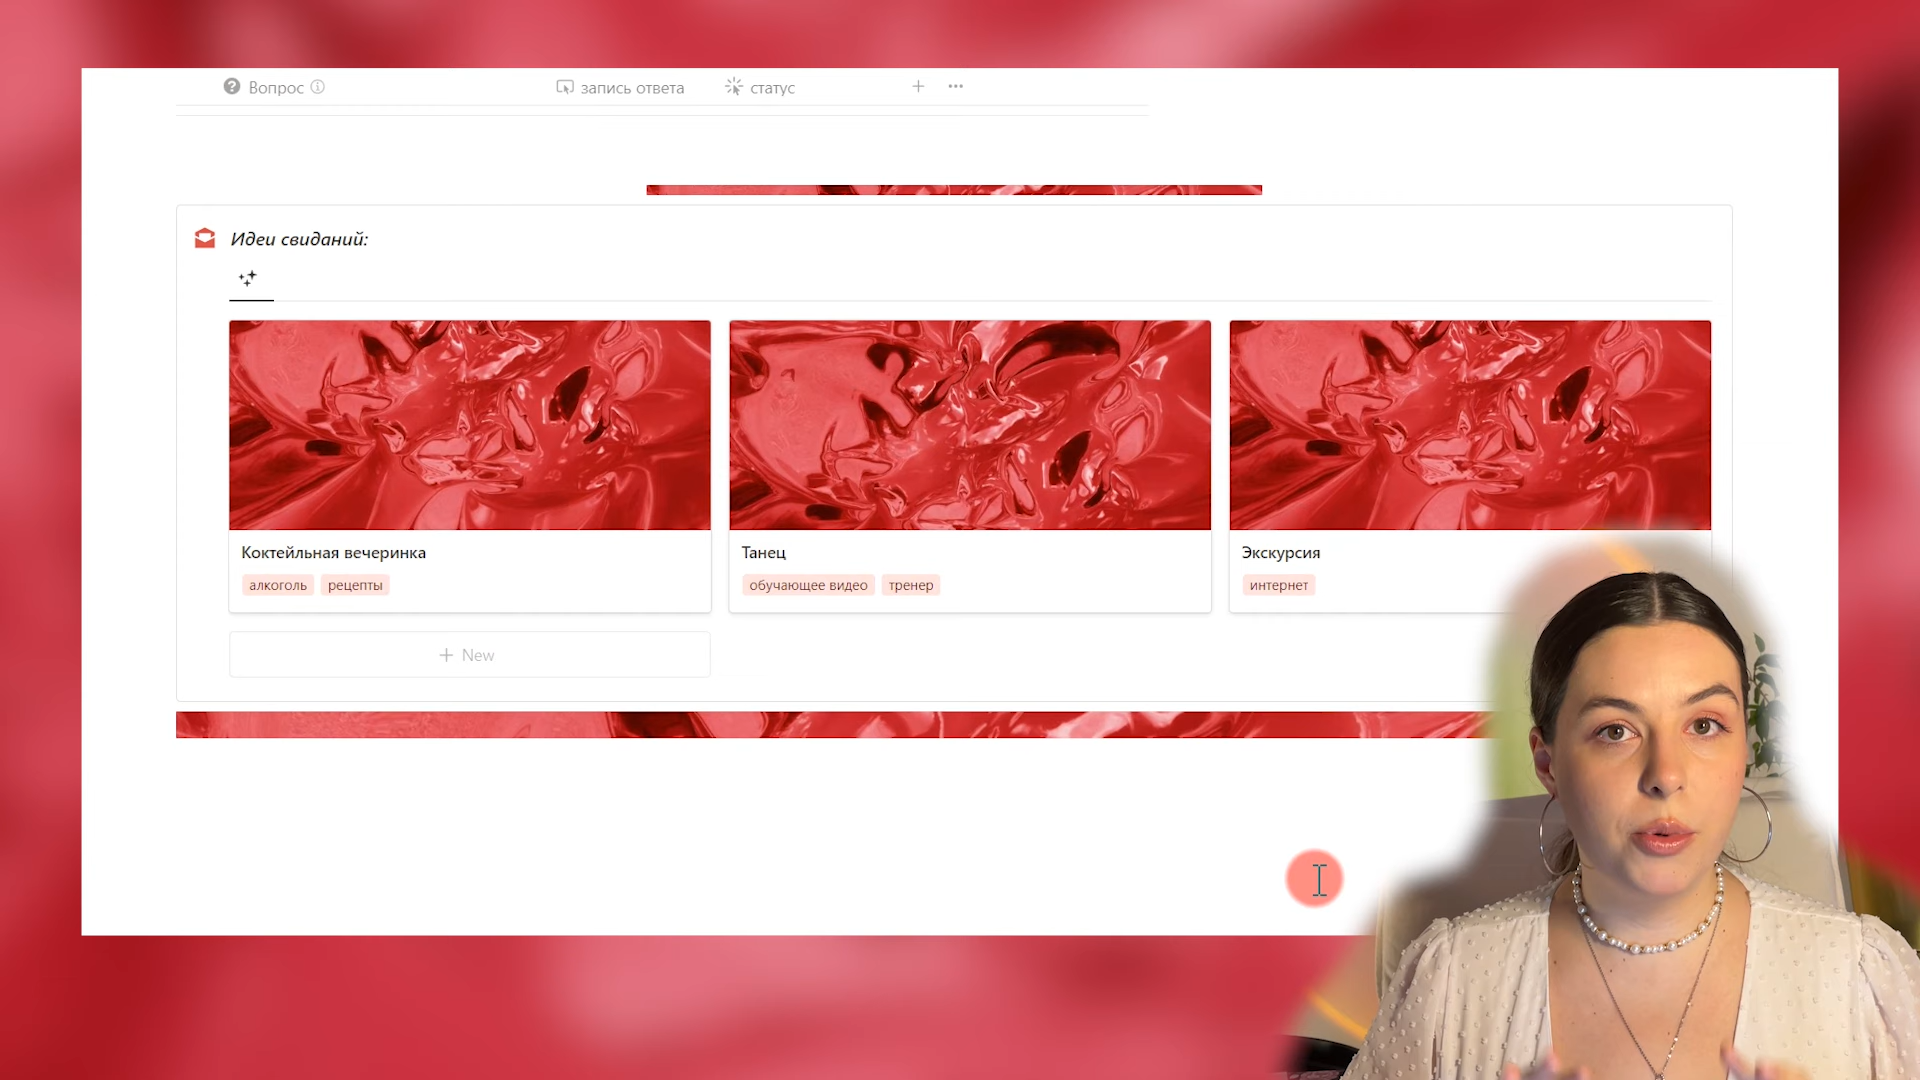 Вопрос
запись ответа
статус
Идеи свиданий:
Коктейльная вечеринка
алкоголь рецепты
Танец
обучающее видео тренер
Экскурсия
интернет
+ New